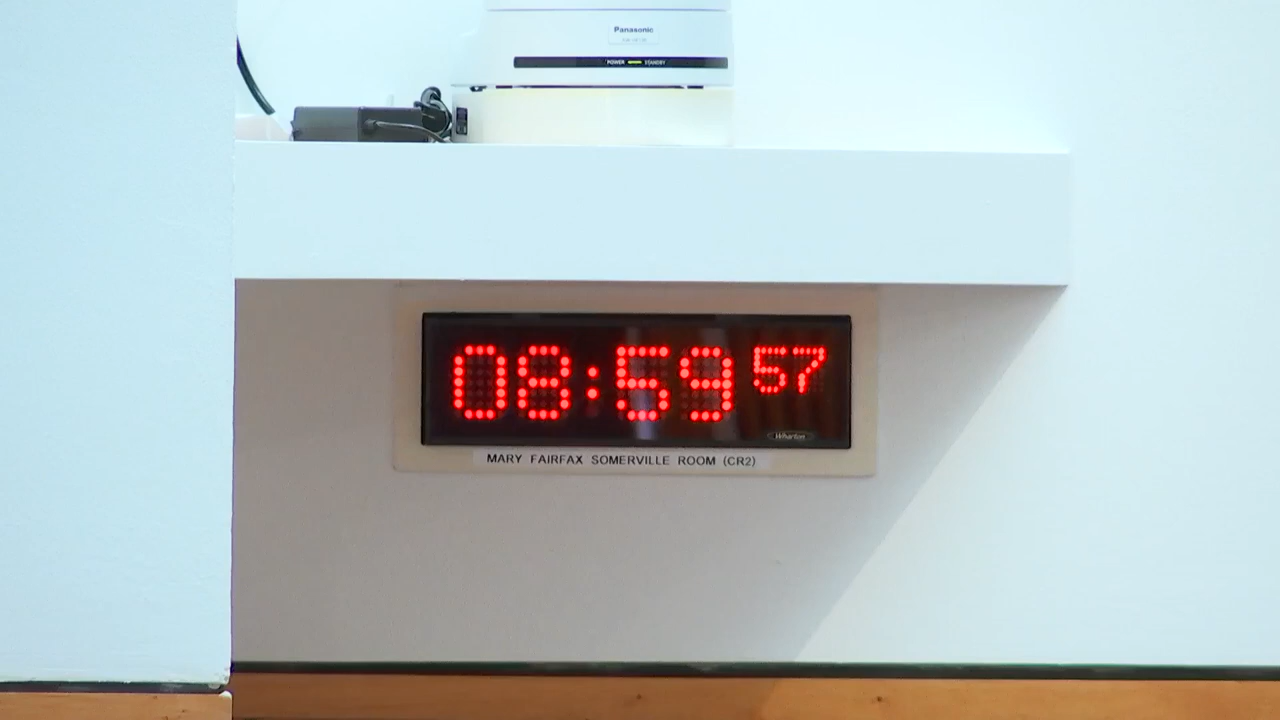 Panasonic
POWER STANDBY
08:59 57
Wharton
MARY FAIRFAX SOMERVILLE ROOM (CR2)